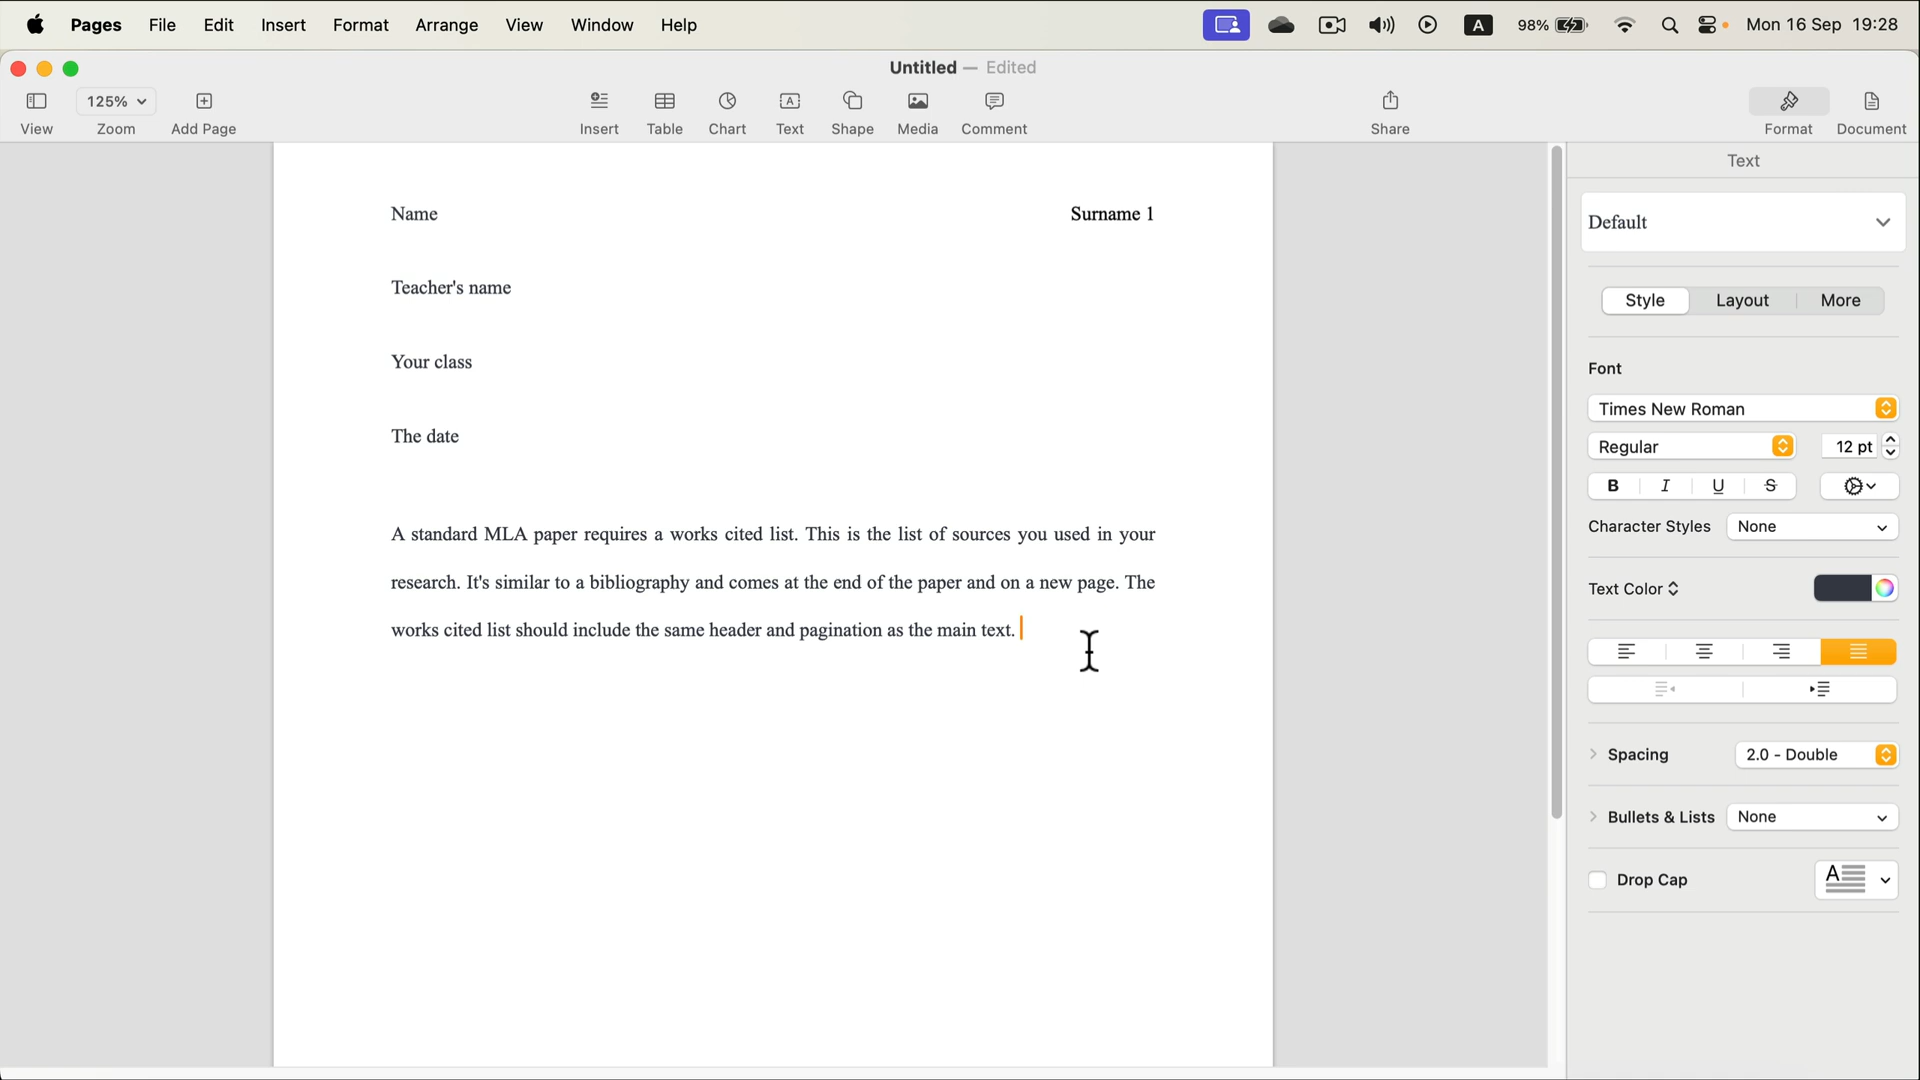 Pages File Edit Insert Format Arrange View Window Help A 98% Mon 16 Sep 19:28
Untitled — Edited
125%
View Zoom Add Page Insert Table Chart Text Shape Media Comment Share Format Document
Text
Name Surname 1
Default
Teacher's name
Style Layout More
Your class
Font
Times New Roman
The date
Regular 12 pt
B I U S
Character Styles None
A standard MLA paper requires a works cited list. This is the list of sources you used in your
research. It's similar to a bibliography and comes at the end of the paper and on a new page. The
works cited list should include the same header and pagination as the main text.
Text Color
Spacing 2.0 - Double
Bullets & Lists None
Drop Cap A